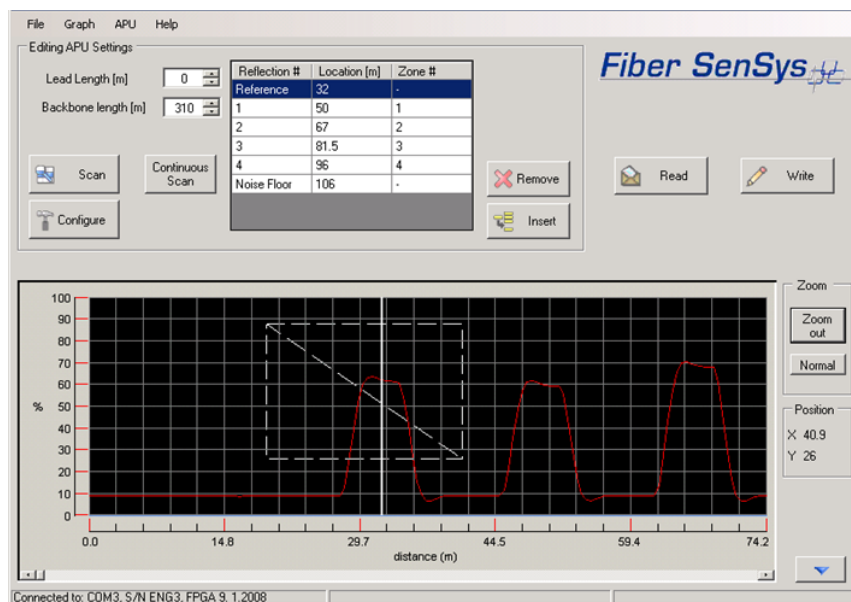 File Graph APU Help
Editing APU Settings
Lead Length [m] 0
Backbone length [m] 310
Reflection # Location [m] Zone #
Reference 32 -
1 50 1
2 67 2
3 81.5 3
4 96 4
Noise Floor 106 -
Scan
Continuous
Scan
Configure
Remove
Insert
Fiber SenSys
Read
Write
100
90
80
70
60
50
40
30
20
10
0
%
0.0 14.8 29.7 44.5 59.4 74.2
distance (m)
Zoom
Zoom
out
Normal
Position
X 40.9
Y 26
Connected to: COM3, S/N ENG3, FPGA 9, 1,2008